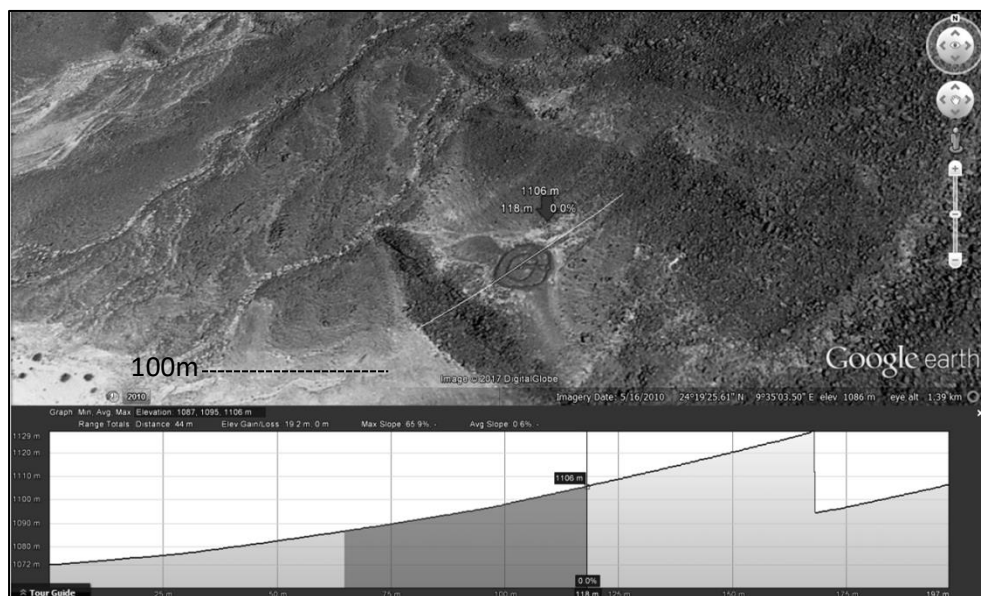 N
1106 m
118 m 0.0%
100m
Google earth
Image © 2017 DigitalGlobe
2010
Imagery Date: 5/16/2010 24°19'25.61" N 9°35'03.50" E elev 1086 m eye alt 1.39 km
Graph: Min, Avg, Max Elevation: 1087, 1095, 1106 m
Range Totals: Distance: 44 m Elev Gain/Loss: 19.2 m, 0 m Max Slope: 65.9%, - Avg Slope: 0.6%, -
1129 m
1120 m
1110 m
1106 m
1100 m
1090 m
1080 m
1072 m
0.0%
Tour Guide
25 m 50 m 75 m 100 m 118 m 125 m 150 m 175 m 197 m